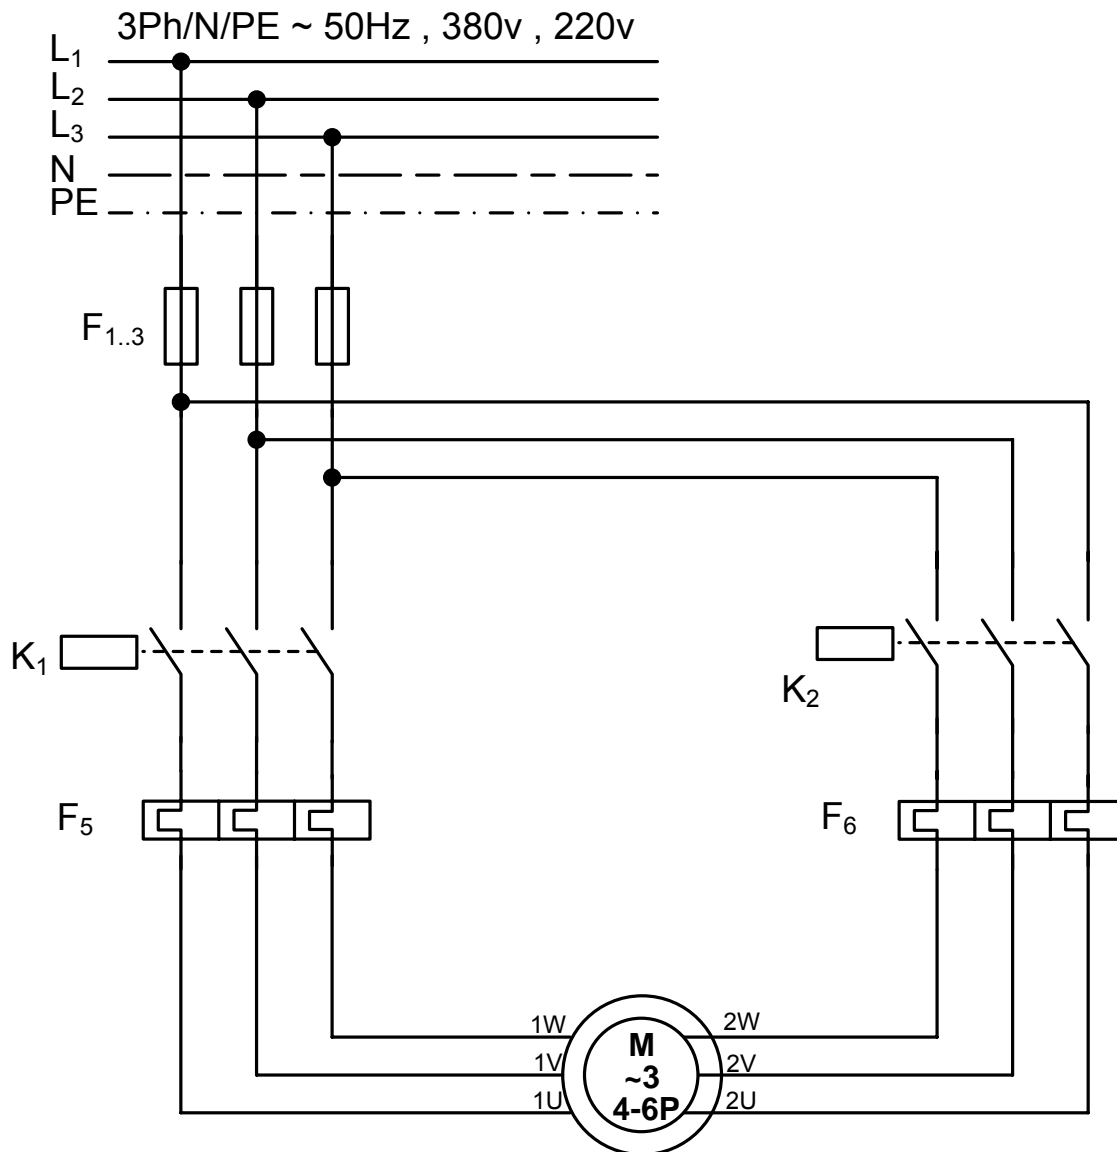 3Ph/N/PE ~ 50Hz , 380v , 220v
L1
L2
L3
N
PE
F1..3
K1
K2
F5
F6
1W
2W
M
~3
4-6P
1V
2V
1U
2U